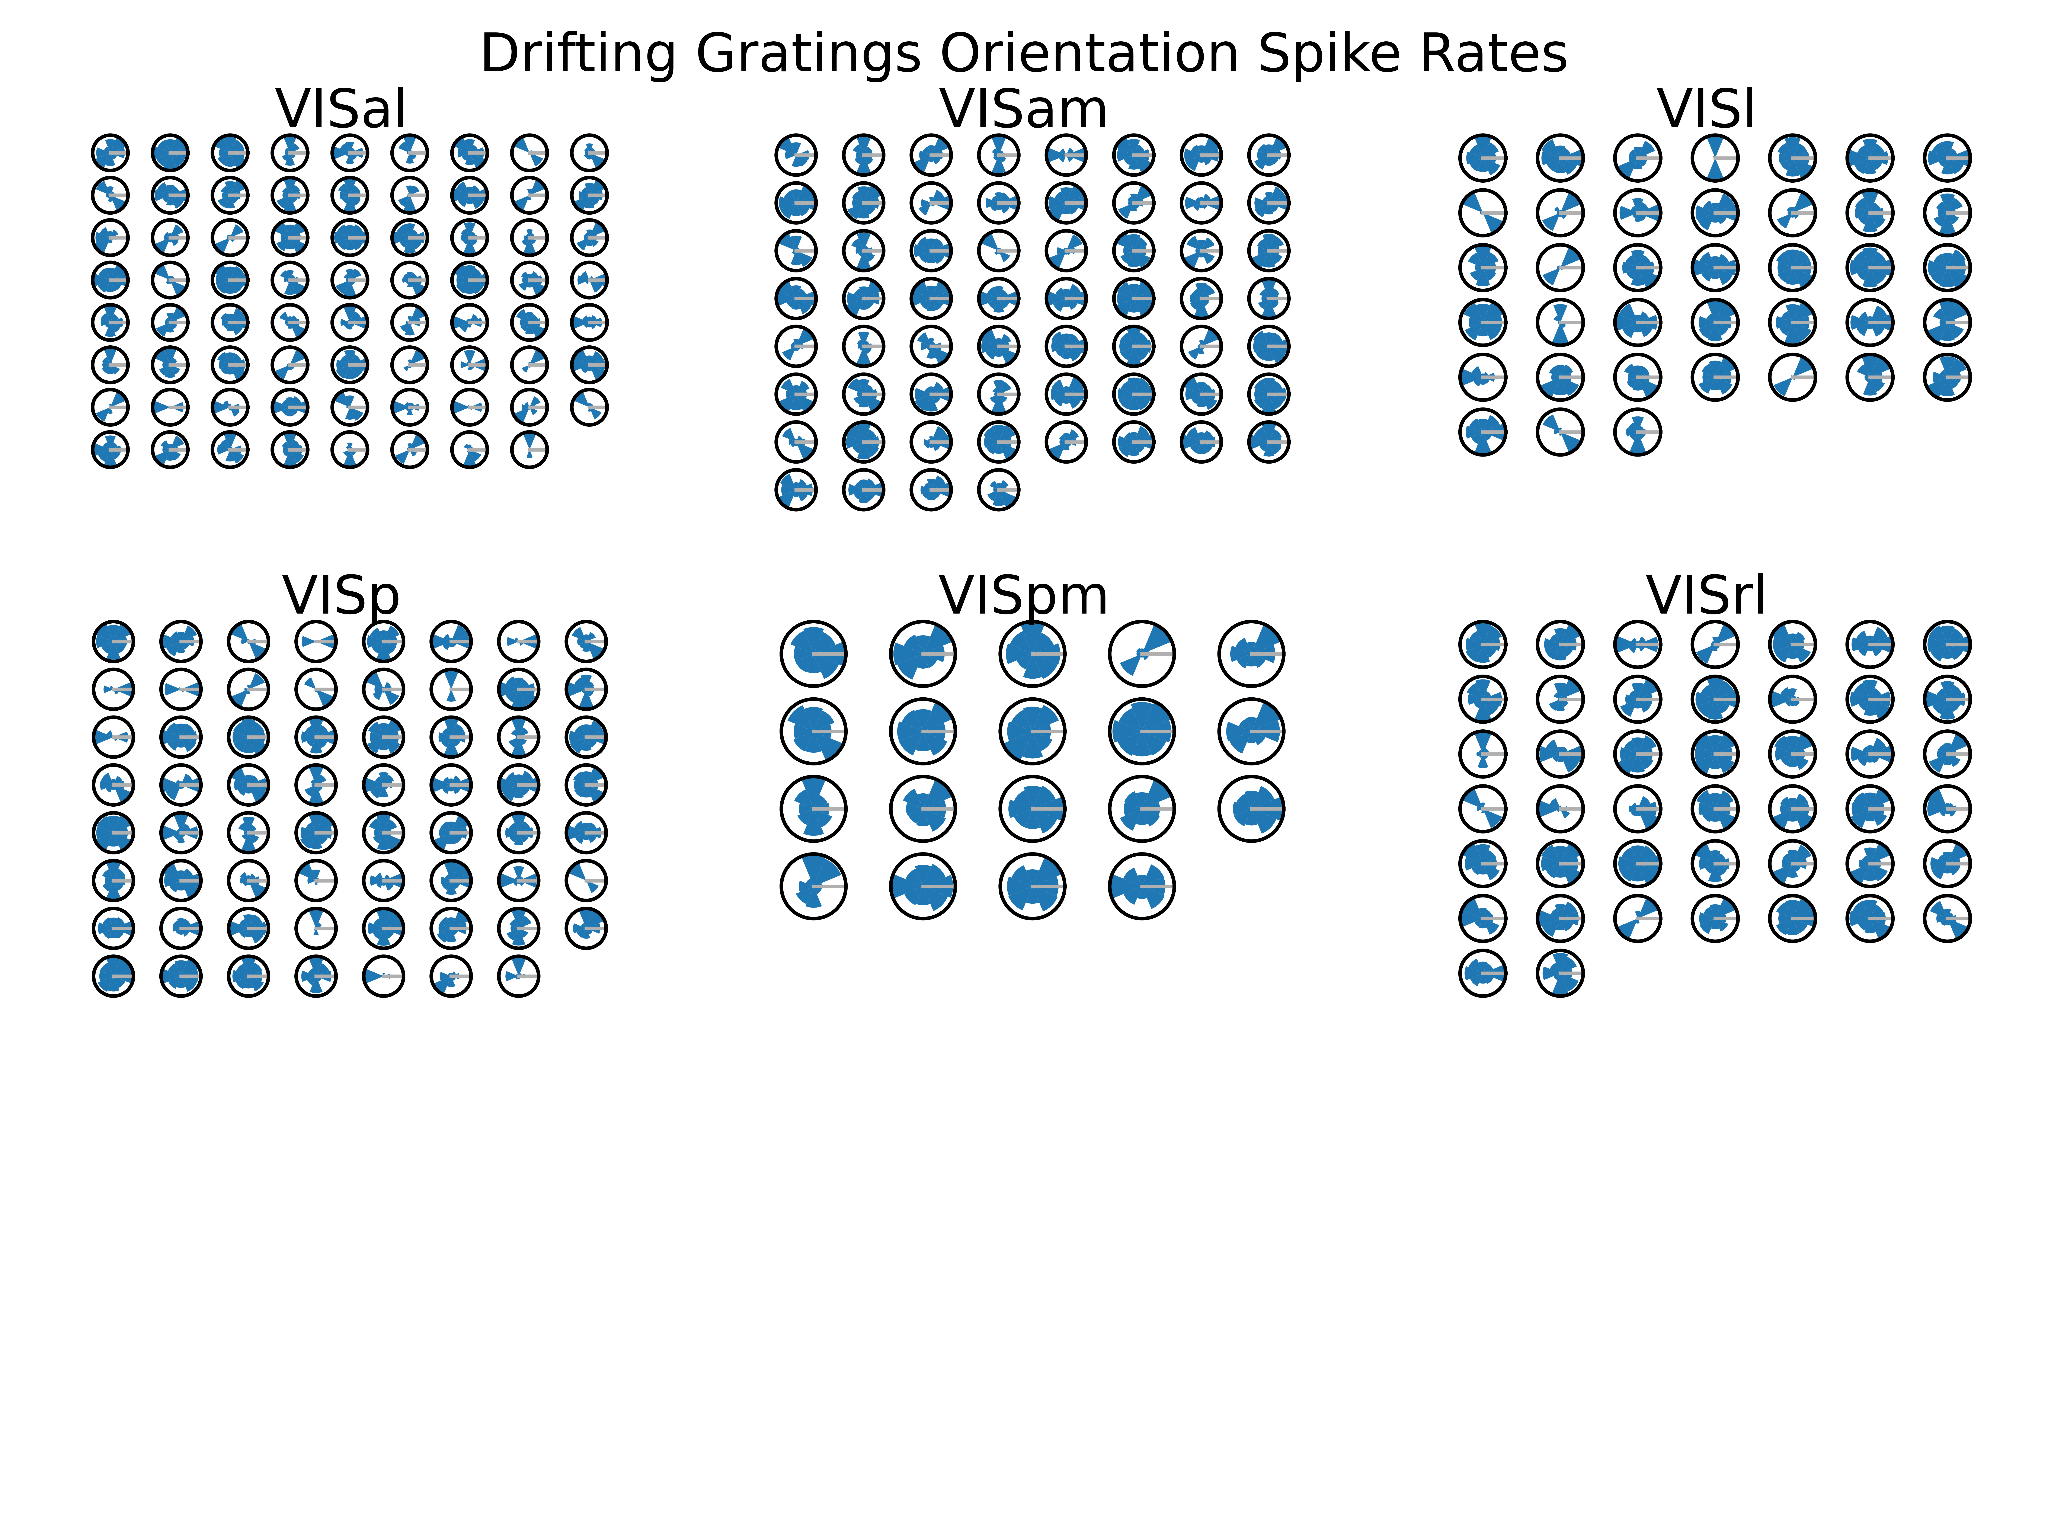 Drifting Gratings Orientation Spike Rates
VISal
VISam
VISl
VISp
VISpm
VISrl